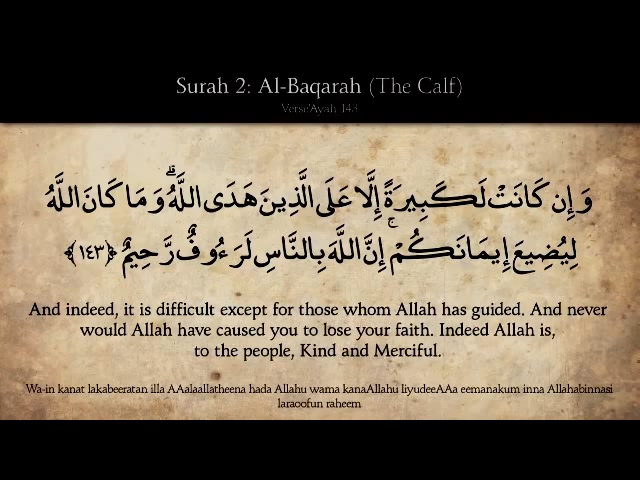 Surah 2: Al-Baqarah (The Calf)
Verse/Ayah 143
وَإِن كَانَتْ لَكَبِيرَةً إِلَّا عَلَى الَّذِينَ هَدَى اللَّهُ ۗ وَمَا كَانَ اللَّهُ
لِيُضِيعَ إِيمَانَكُمْ ۚ إِنَّ اللَّهَ بِالنَّاسِ لَرَءُوفٌ رَّحِيمٌ ﴿١٤٣﴾
And indeed, it is difficult except for those whom Allah has guided. And never
would Allah have caused you to lose your faith. Indeed Allah is,
to the people, Kind and Merciful.
Wa-in kanat lakabeeratan illa AAalaallatheena hada Allahu wama kanaAllahu liyudeeAAa eemanakum inna Allahabinnasi
laraoofun raheem